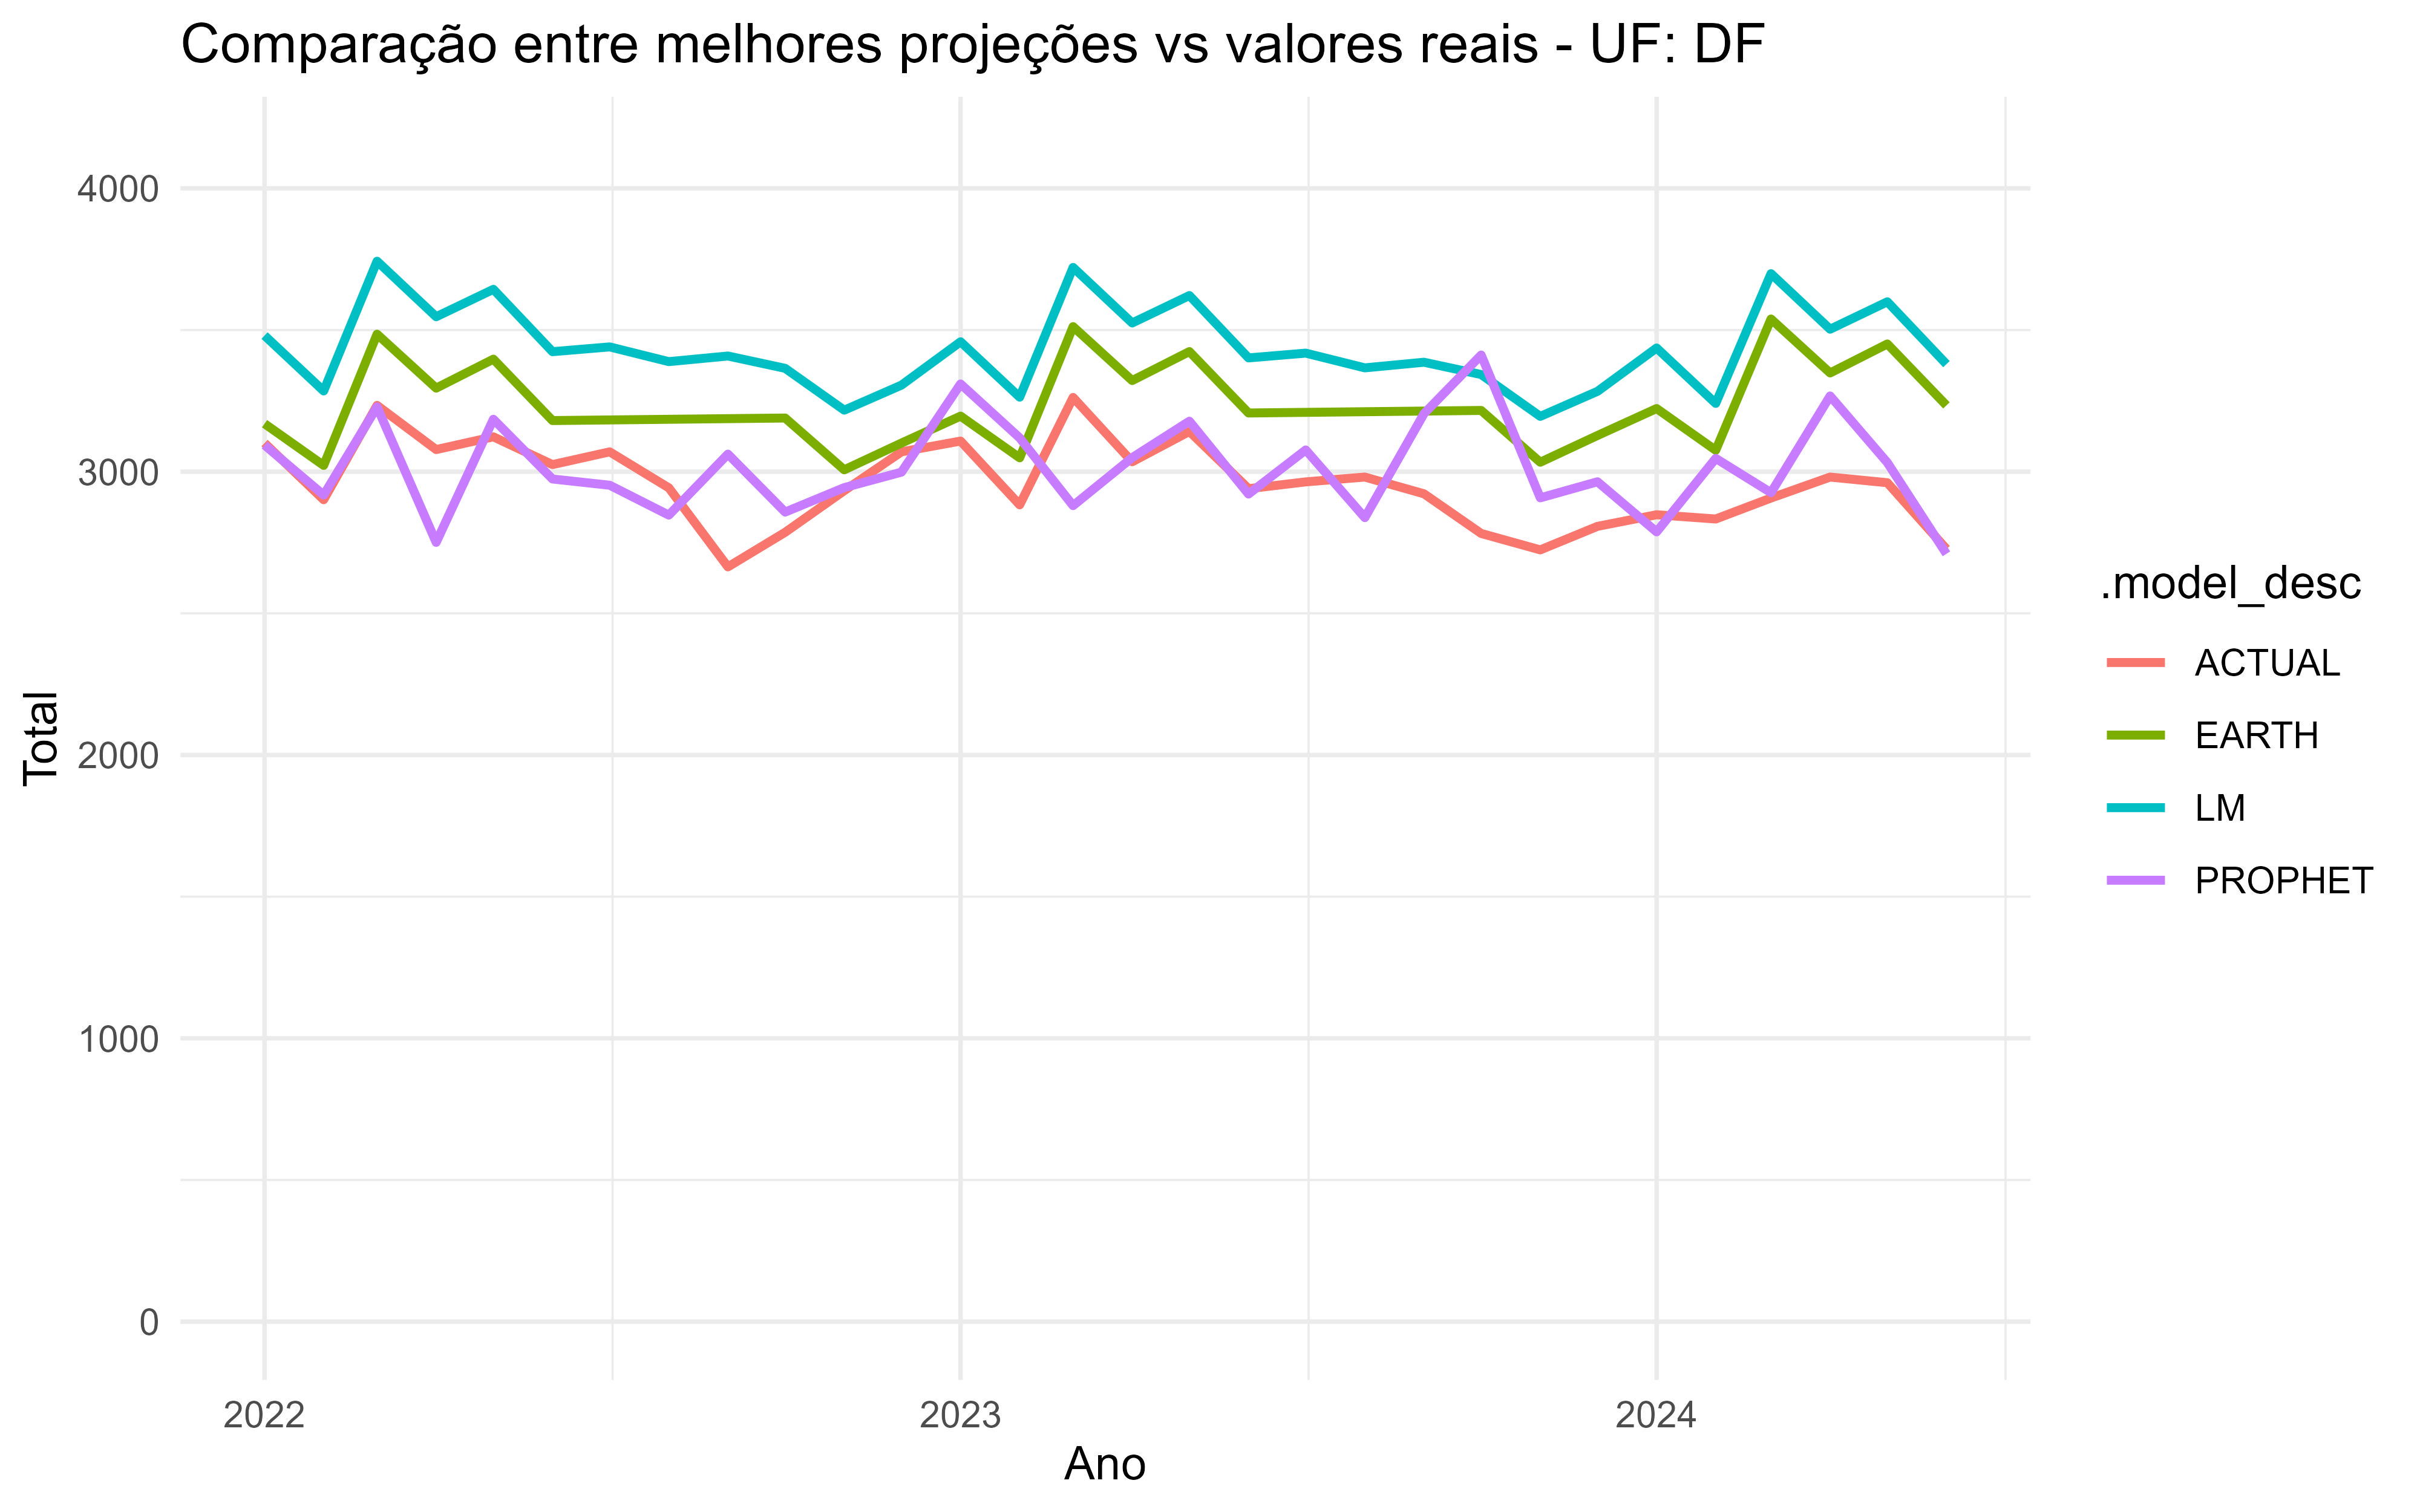 Comparação entre melhores projeções vs valores reais - UF: DF
4000
3000
2000
1000
0
Total
2022
2023
2024
Ano
.model_desc
ACTUAL
EARTH
LM
PROPHET